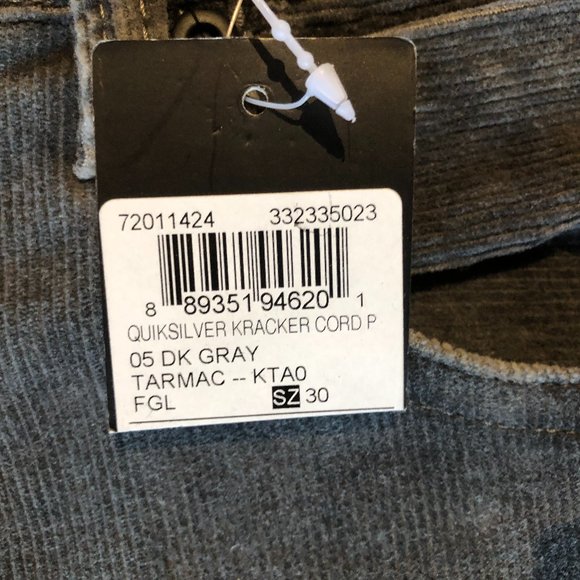 72011424 332335023
8 89351 94620 1
QUIKSILVER KRACKER CORD P
05 DK GRAY
TARMAC -- KTA0
FGL SZ 30